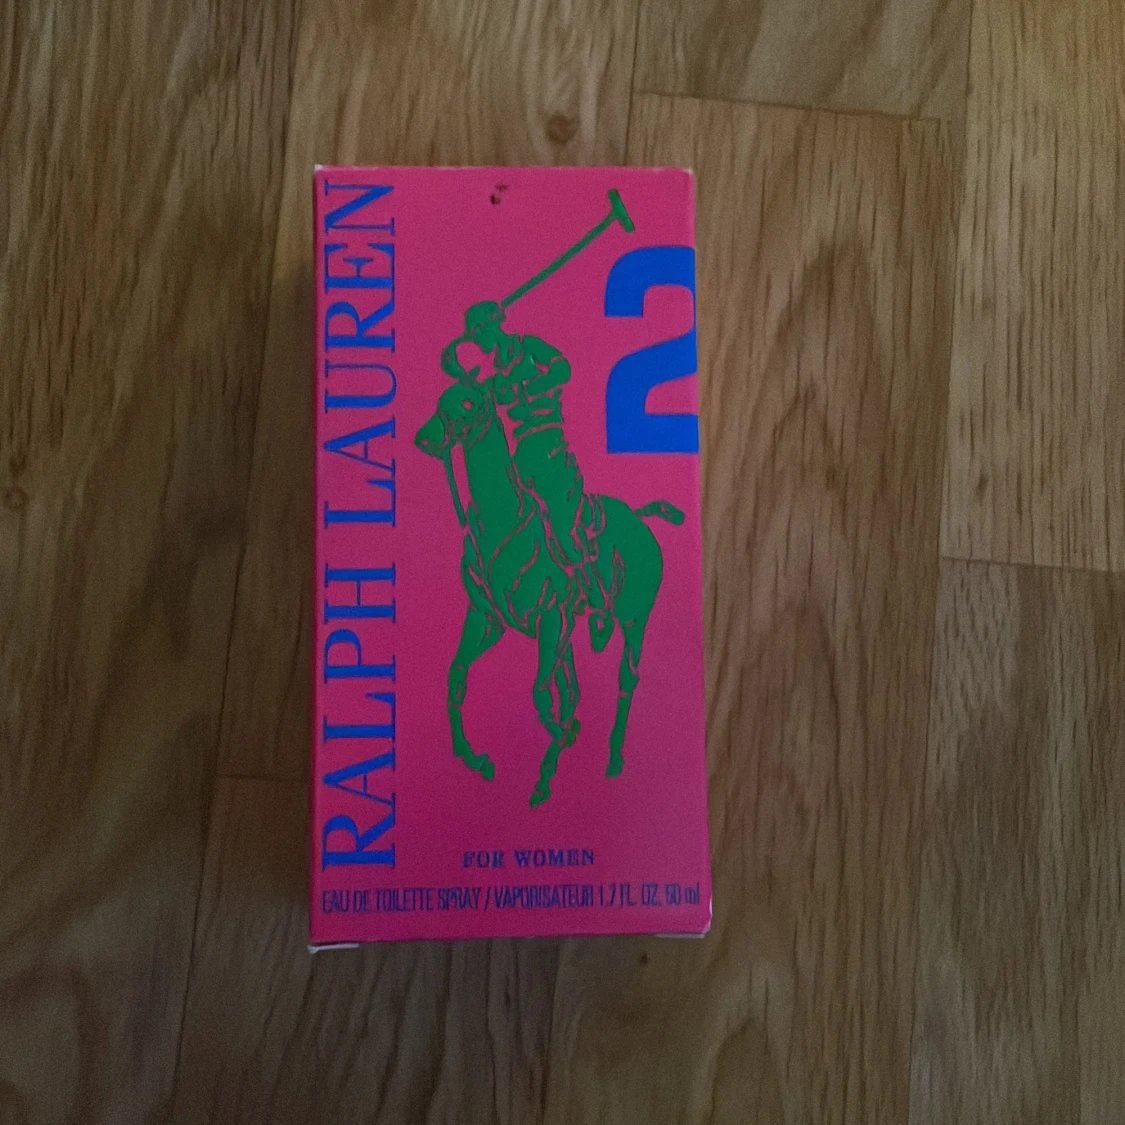 RALPH LAUREN
2
FOR WOMEN
EAU DE TOILETTE SPRAY / VAPORISATEUR 1.7 FL. OZ. 50 ml